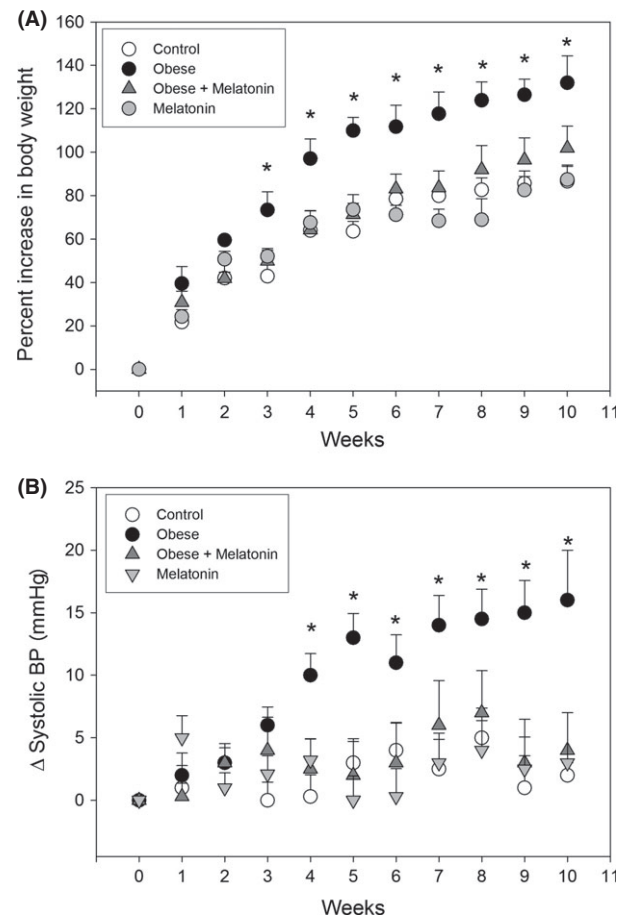 (A)
160
140
120
100
80
60
40
20
0
Percent increase in body weight
Control
Obese
Obese + Melatonin
Melatonin
* * * * * * * *
0 1 2 3 4 5 6 7 8 9 10 11
Weeks
(B)
25
20
15
10
5
0
Δ Systolic BP (mmHg)
Control
Obese
Obese + Melatonin
Melatonin
* * * * * * *
0 1 2 3 4 5 6 7 8 9 10 11
Weeks